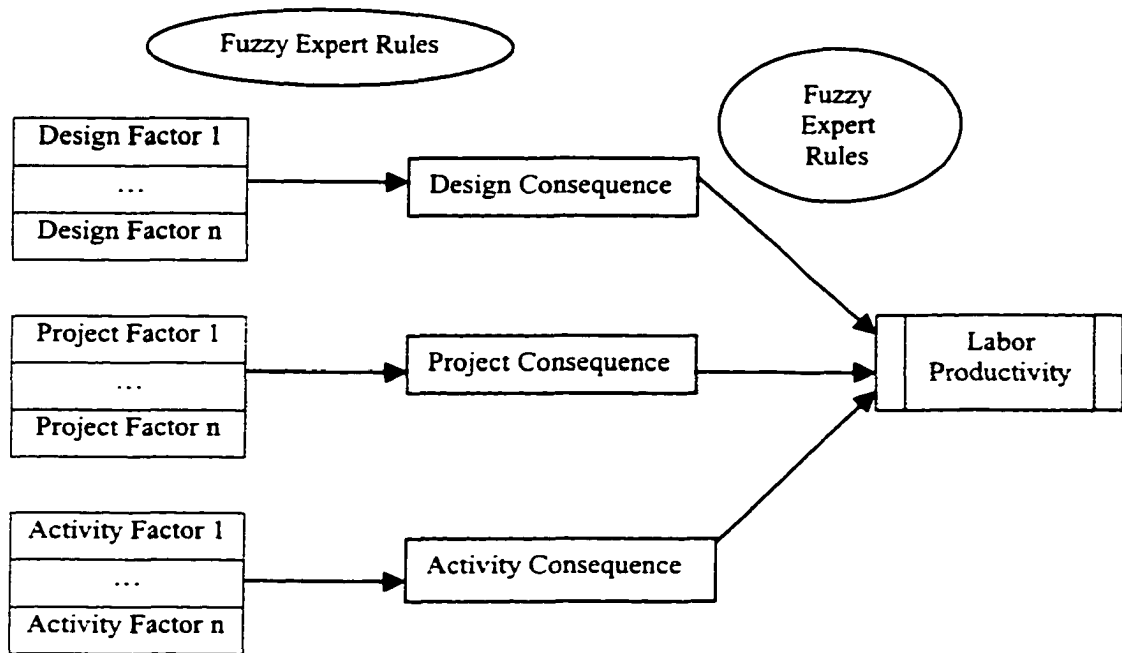 Fuzzy Expert Rules
Fuzzy
Expert
Rules
Design Factor 1
...
Design Factor n
Design Consequence
Project Factor 1
...
Project Factor n
Project Consequence
Labor
Productivity
Activity Factor 1
...
Activity Factor n
Activity Consequence